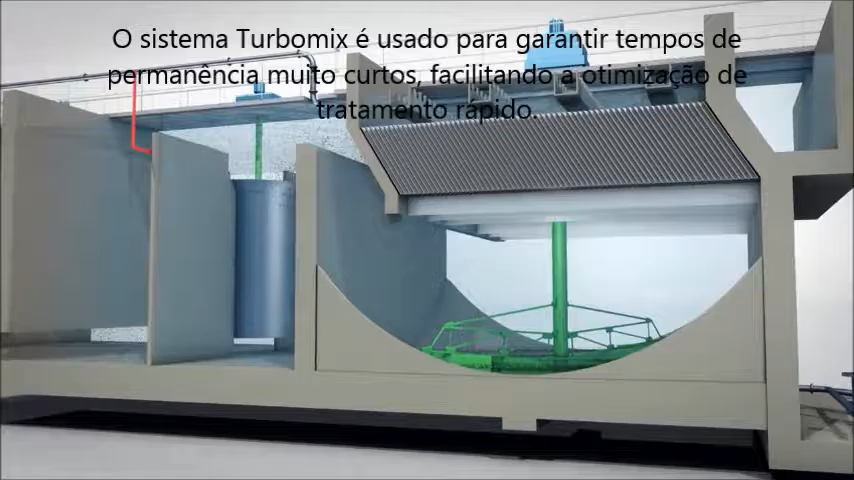 O sistema Turbomix é usado para garantir tempos de
permanência muito curtos, facilitando a otimização de
tratamento rápido.